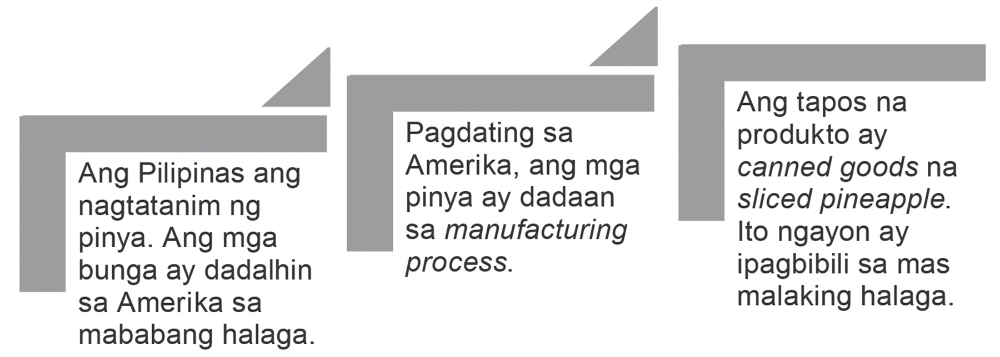 Ang Pilipinas ang
nagtatanim ng
pinya. Ang mga
bunga ay dadalhin
sa Amerika sa
mababang halaga.
Pagdating sa
Amerika, ang mga
pinya ay dadaan
sa manufacturing
process.
Ang tapos na
produkto ay
canned goods na
sliced pineapple.
Ito ngayon ay
ipagbibili sa mas
malaking halaga.